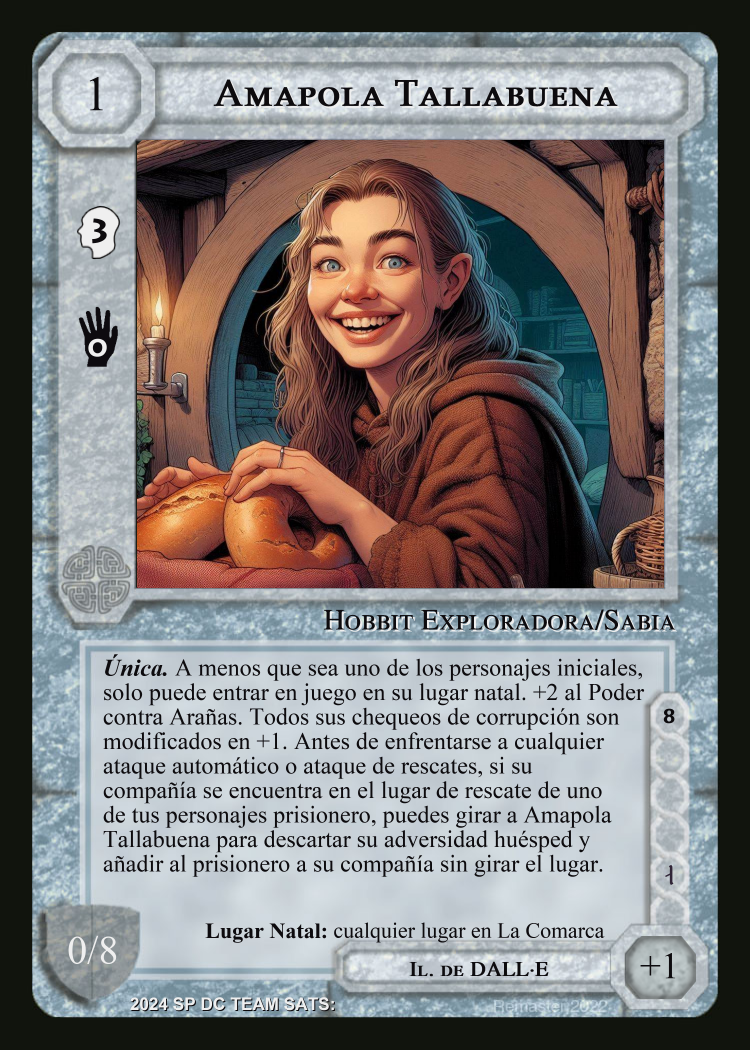 1
AMAPOLA TALLABUENA
3
HOBBIT EXPLORADORA/SABIA
Única. A menos que sea uno de los personajes iniciales,
solo puede entrar en juego en su lugar natal. +2 al Poder
contra Arañas. Todos sus chequeos de corrupción son
modificados en +1. Antes de enfrentarse a cualquier
ataque automático o ataque de rescates, si su
compañía se encuentra en el lugar de rescate de uno
de tus personajes prisionero, puedes girar a Amapola
Tallabuena para descartar su adversidad huésped y
añadir al prisionero a su compañía sin girar el lugar.
8
Lugar Natal: cualquier lugar en La Comarca
0/8
IL. DE DALL·E
+1
2024 SP DC TEAM SATS:
Remaster 2022